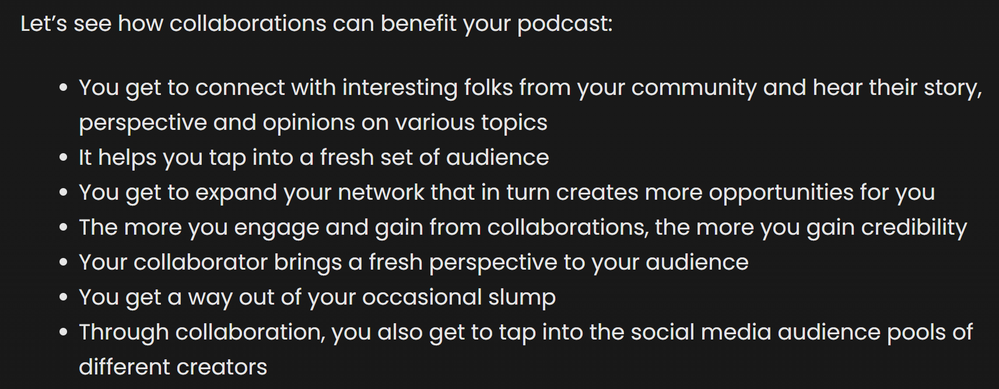 Let’s see how collaborations can benefit your podcast:
• You get to connect with interesting folks from your community and hear their story,
perspective and opinions on various topics
• It helps you tap into a fresh set of audience
• You get to expand your network that in turn creates more opportunities for you
• The more you engage and gain from collaborations, the more you gain credibility
• Your collaborator brings a fresh perspective to your audience
• You get a way out of your occasional slump
• Through collaboration, you also get to tap into the social media audience pools of
different creators